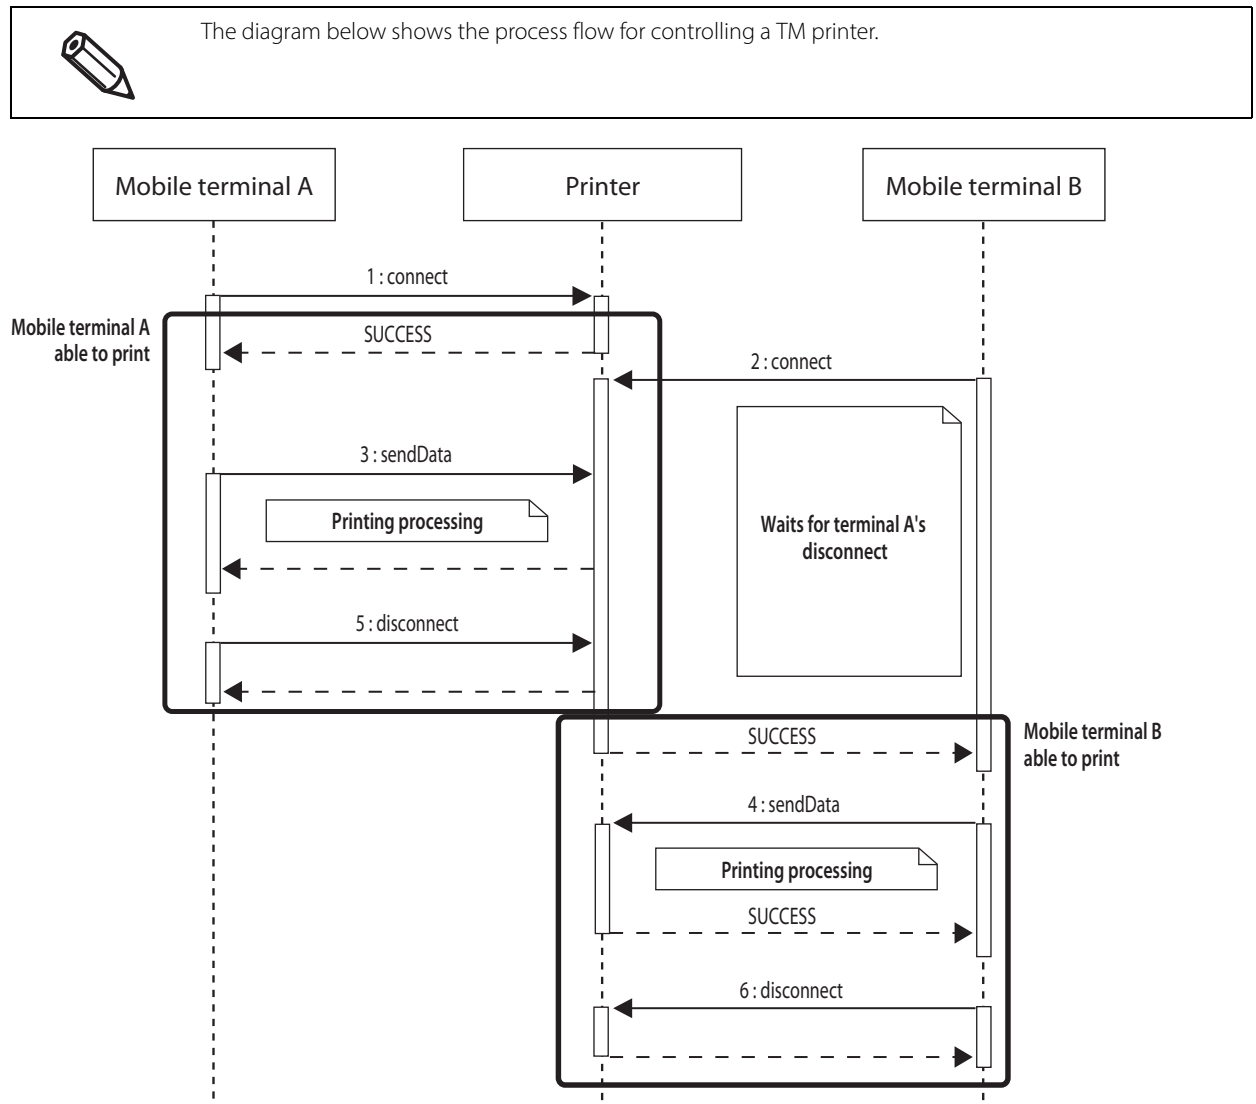 The diagram below shows the process flow for controlling a TM printer.
Mobile terminal A
Printer
Mobile terminal B
1 : connect
Mobile terminal A
able to print
SUCCESS
2 : connect
3 : sendData
Printing processing
Waits for terminal A's
disconnect
5 : disconnect
SUCCESS
Mobile terminal B
able to print
4 : sendData
Printing processing
SUCCESS
6 : disconnect